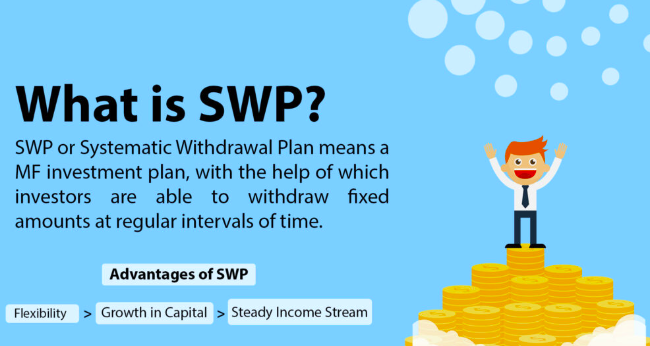 What is SWP?
SWP or Systematic Withdrawal Plan means a
MF investment plan, with the help of which
investors are able to withdraw fixed
amounts at regular intervals of time.
Advantages of SWP
Flexibility > Growth in Capital > Steady Income Stream